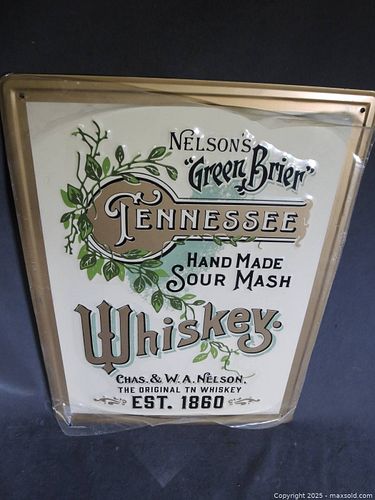 NELSON'S
"Green Brier"
TENNESSEE
HAND MADE
SOUR MASH
Whiskey.
CHAS. & W. A. NELSON.
THE ORIGINAL TN WHISKEY
EST. 1860
Copyright 2025 - maxsold.com